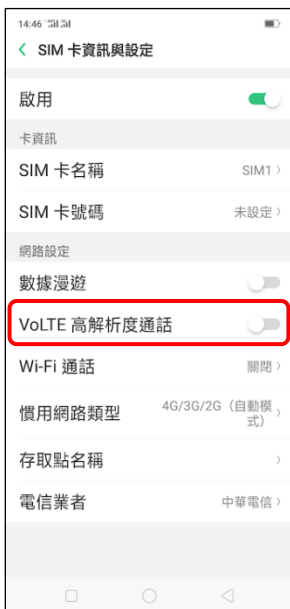 14:46
SIM 卡資訊與設定
啟用
卡資訊
SIM 卡名稱 SIM1
SIM 卡號碼 未設定
網路設定
數據漫遊
VoLTE 高解析度通話
Wi-Fi 通話 關閉
慣用網路類型 4G/3G/2G（自動模
式）
存取點名稱
電信業者 中華電信